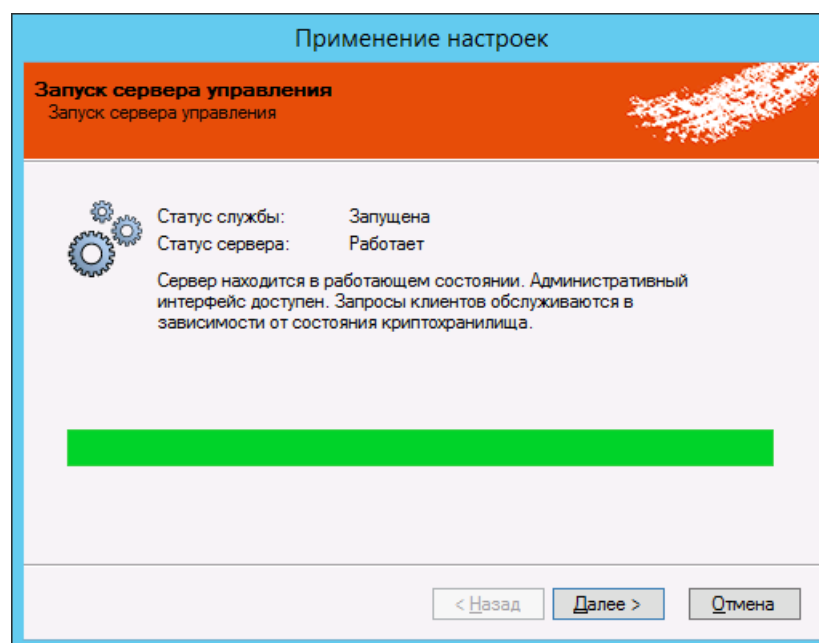 Применение настроек
Запуск сервера управления
Запуск сервера управления
Статус службы: Запущена
Статус сервера: Работает
Сервер находится в работающем состоянии. Административный
интерфейс доступен. Запросы клиентов обслуживаются в
зависимости от состояния криптохранилища.
< Назад Далее > Отмена